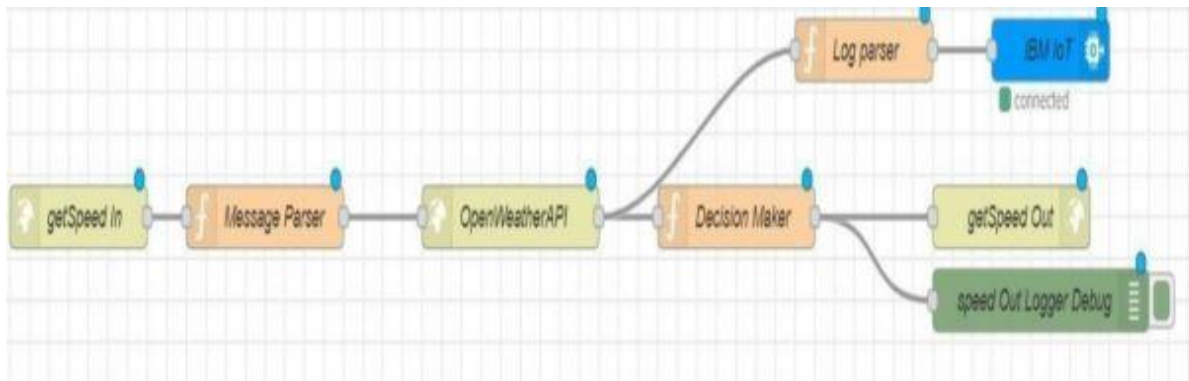 Log parser
IBM IoT
connected
getSpeed In
Message Parser
OpenWeatherAPI
Decision Maker
getSpeed Out
speed Out Logger Debug